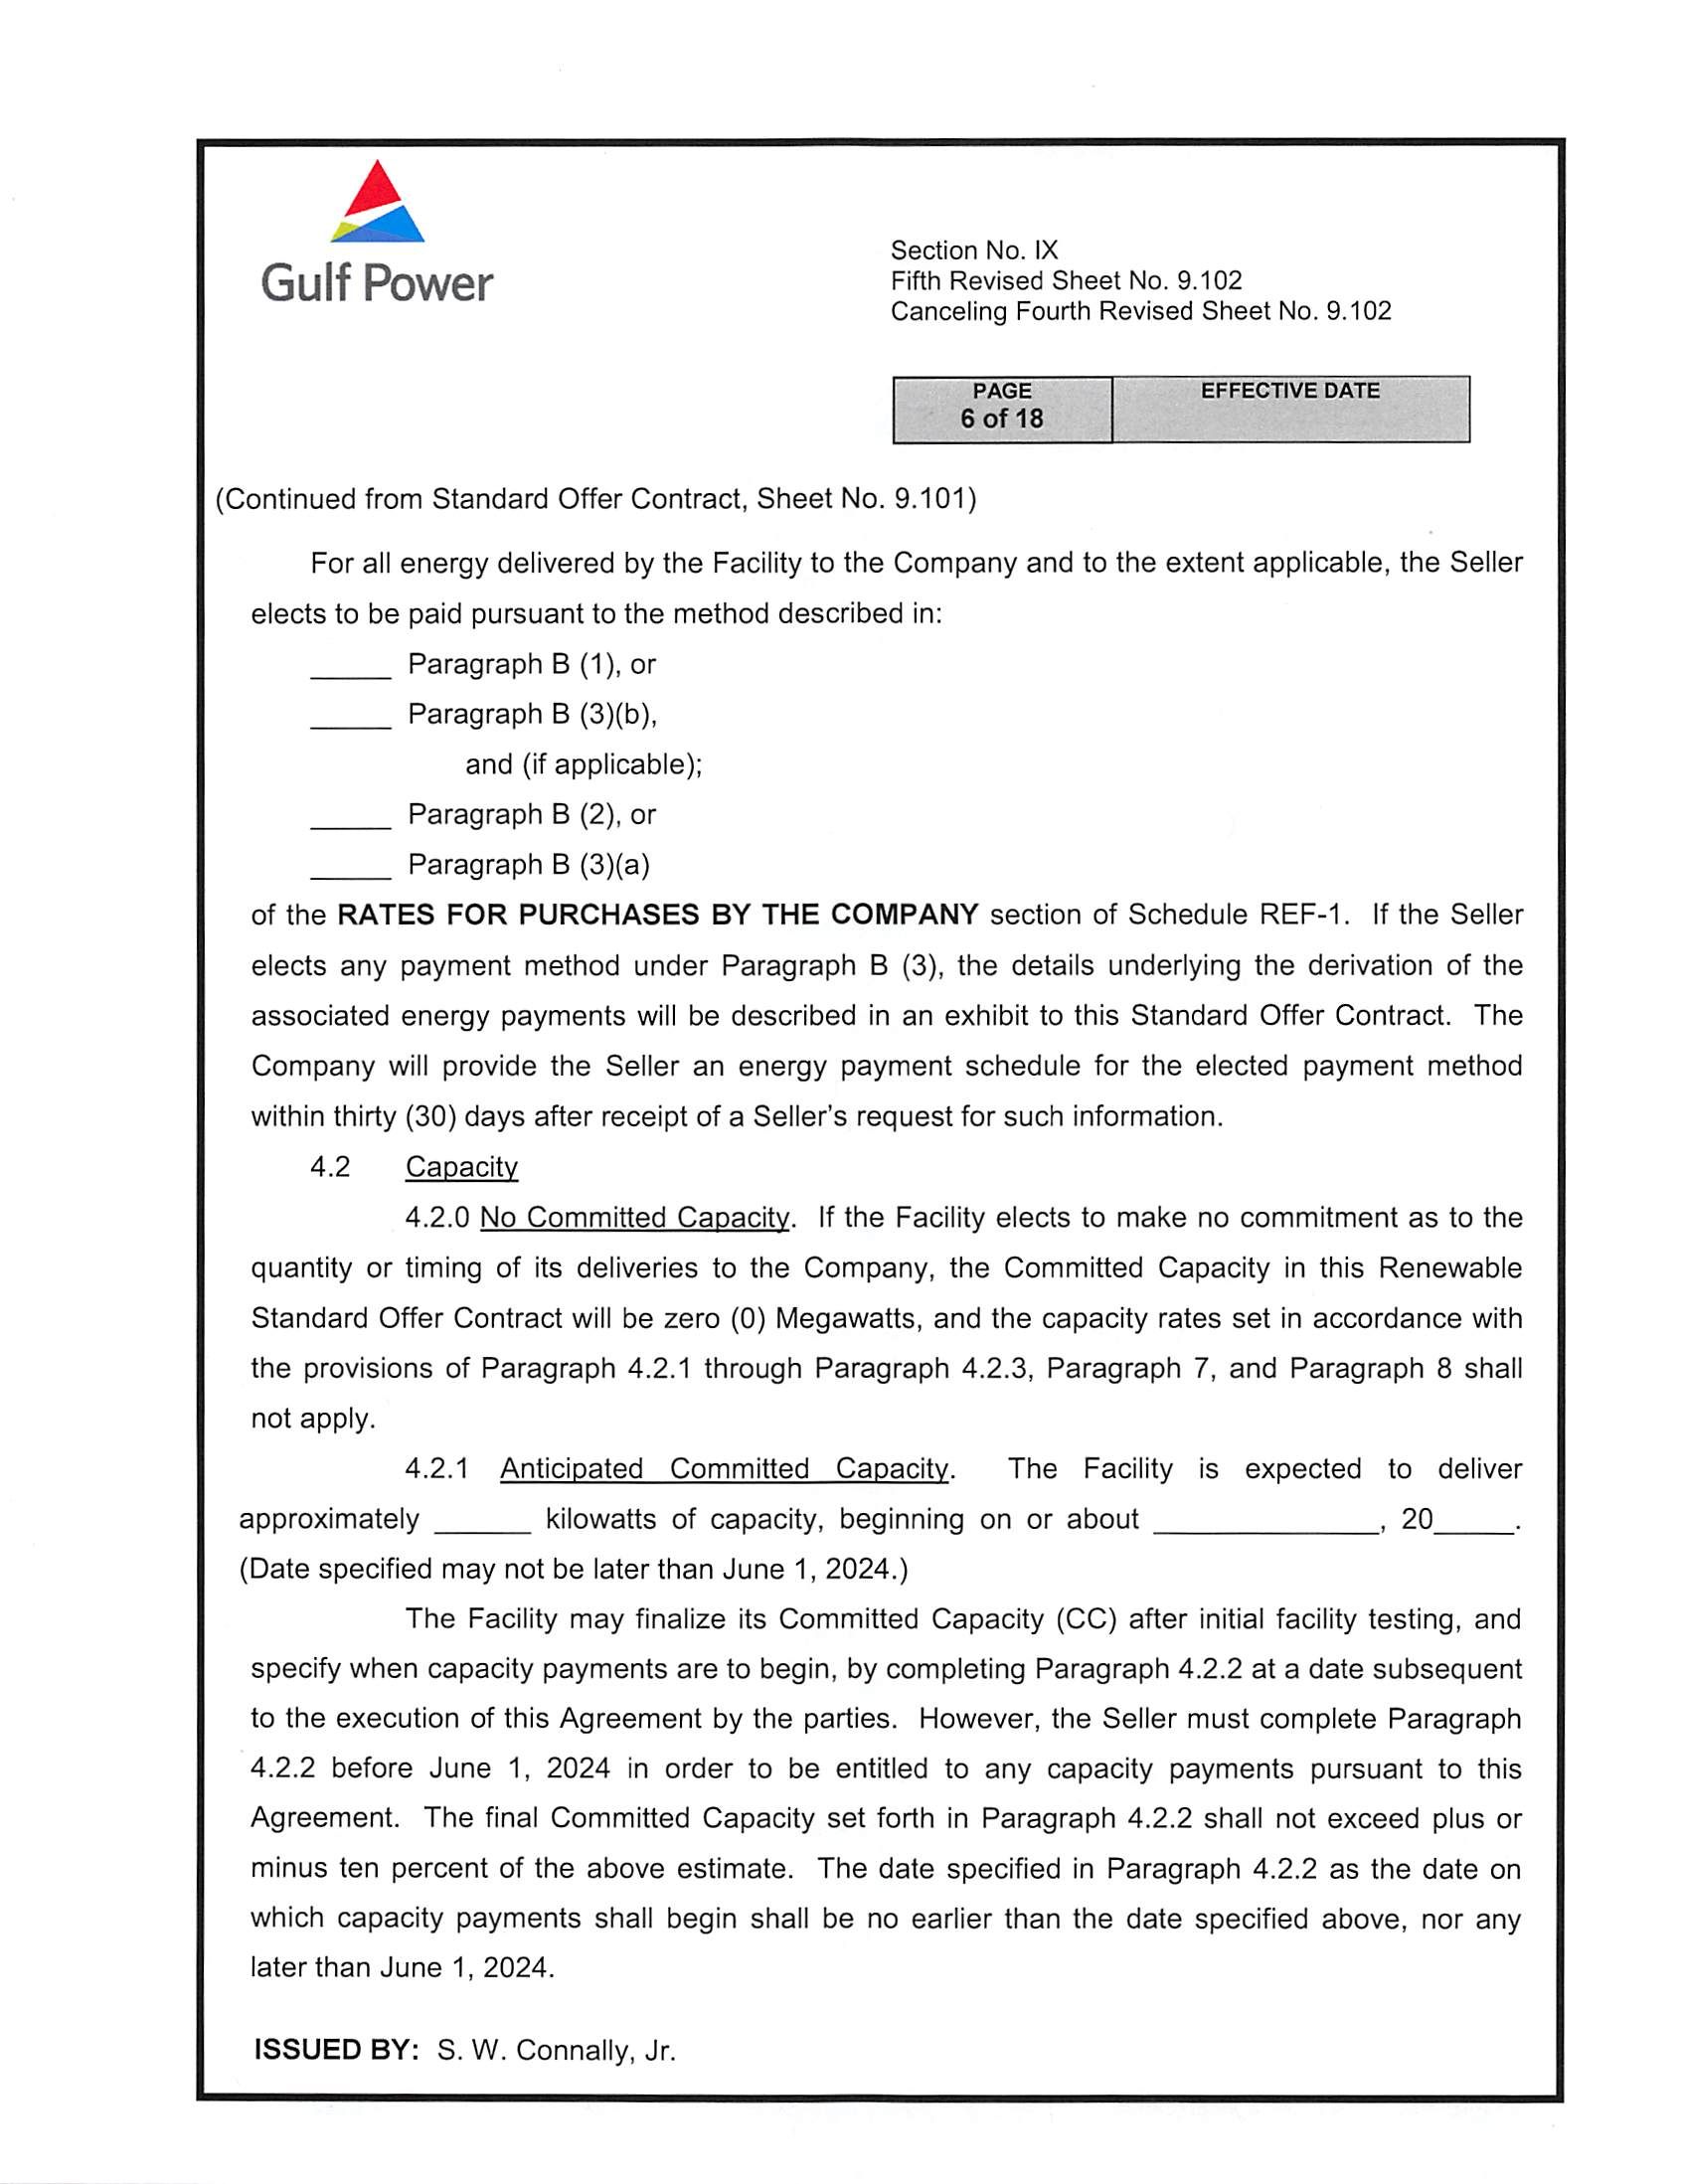 Gulf Power
Section No. IX
Fifth Revised Sheet No. 9.102
Canceling Fourth Revised Sheet No. 9.102
PAGE
6 of 18
EFFECTIVE DATE
(Continued from Standard Offer Contract, Sheet No. 9.101)
For all energy delivered by the Facility to the Company and to the extent applicable, the Seller
elects to be paid pursuant to the method described in:
_____ Paragraph B (1), or
_____ Paragraph B (3)(b),
and (if applicable);
_____ Paragraph B (2), or
_____ Paragraph B (3)(a)
of the RATES FOR PURCHASES BY THE COMPANY section of Schedule REF-1. If the Seller
elects any payment method under Paragraph B (3), the details underlying the derivation of the
associated energy payments will be described in an exhibit to this Standard Offer Contract. The
Company will provide the Seller an energy payment schedule for the elected payment method
within thirty (30) days after receipt of a Seller's request for such information.
4.2 Capacity
4.2.0 No Committed Capacity. If the Facility elects to make no commitment as to the
quantity or timing of its deliveries to the Company, the Committed Capacity in this Renewable
Standard Offer Contract will be zero (0) Megawatts, and the capacity rates set in accordance with
the provisions of Paragraph 4.2.1 through Paragraph 4.2.3, Paragraph 7, and Paragraph 8 shall
not apply.
4.2.1 Anticipated Committed Capacity. The Facility is expected to deliver
approximately ______ kilowatts of capacity, beginning on or about ______________, 20_____.
(Date specified may not be later than June 1, 2024.)
The Facility may finalize its Committed Capacity (CC) after initial facility testing, and
specify when capacity payments are to begin, by completing Paragraph 4.2.2 at a date subsequent
to the execution of this Agreement by the parties. However, the Seller must complete Paragraph
4.2.2 before June 1, 2024 in order to be entitled to any capacity payments pursuant to this
Agreement. The final Committed Capacity set forth in Paragraph 4.2.2 shall not exceed plus or
minus ten percent of the above estimate. The date specified in Paragraph 4.2.2 as the date on
which capacity payments shall begin shall be no earlier than the date specified above, nor any
later than June 1, 2024.
ISSUED BY: S. W. Connally, Jr.